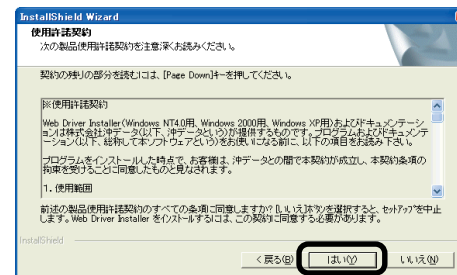 InstallShield Wizard
使用許諾契約
次の製品使用許諾契約を注意深くお読みください。
契約の残りの部分を読むには、[Page Down]キーを押してください。
※使用許諾契約
Web Driver Installer(Windows NT4.0用、Windows 2000用、Windows XP用)およびドキュメンテーシ
ョンは株式会社沖データ(以下、沖データという)が提供するものです。プログラムおよびドキュメンテ
ーション(以下、総称して本ソフトウェアという)をお使いになる前に、以下の項目をお読み下さい。
プログラムをインストールした時点で、お客様は、沖データとの間で本契約が成立し、本契約条項の
拘束を受けることに同意したものと見なされます。
1. 使用範囲
前述の製品使用許諾契約のすべての条項に同意しますか?[いいえ]ボタンを選択すると、セットアップを中止
します。Web Driver Installer をインストールするには、この契約に同意する必要があります。
InstallShield
< 戻る(B)
はい(Y)
いいえ(N)